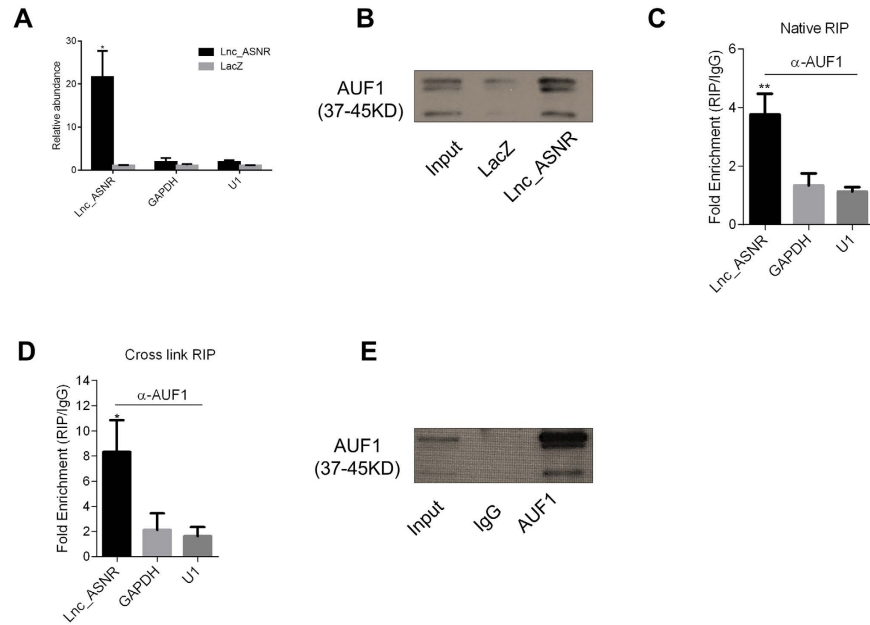 A
Relative abundance
30
20
10
0
*
Lnc_ASNR
LacZ
Lnc_ASNR
GAPDH
U1
B
AUF1
(37-45KD)
Input
LacZ
Lnc_ASNR
C
Native RIP
α-AUF1
Fold Enrichment (RIP/IgG)
6
4
2
0
**
Lnc_ASNR
GAPDH
U1
D
Cross link RIP
α-AUF1
Fold Enrichment (RIP/IgG)
14
12
10
8
6
4
2
0
*
Lnc_ASNR
GAPDH
U1
E
AUF1
(37-45KD)
Input
IgG
AUF1